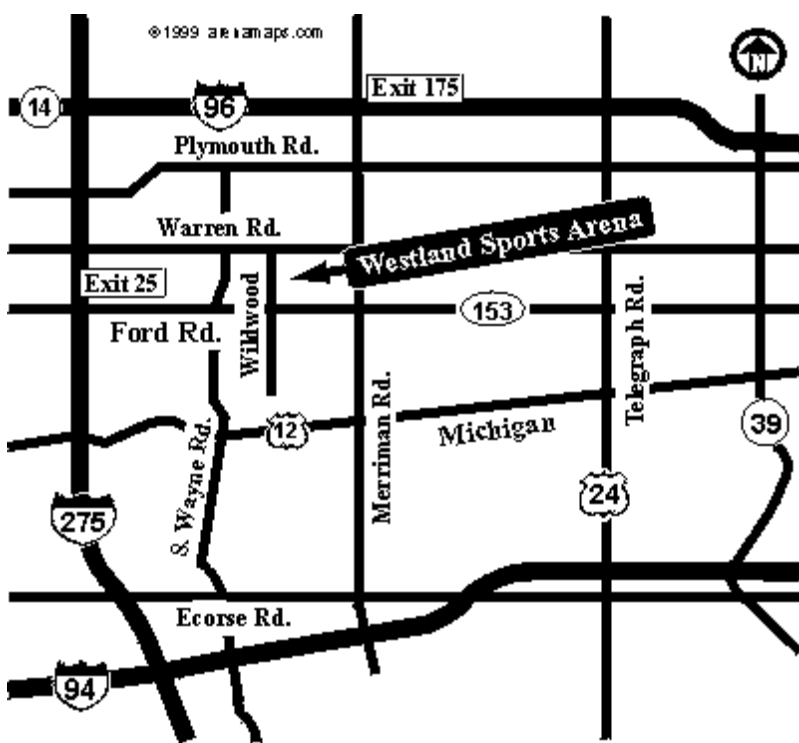 ©1999 arenamaps.com
N
Exit 175
14
96
Plymouth Rd.
Warren Rd.
Westland Sports Arena
Exit 25
Wildwood
153
Ford Rd.
Telegraph Rd.
Merriman Rd.
Michigan
12
39
S. Wayne Rd.
24
275
Ecorse Rd.
94